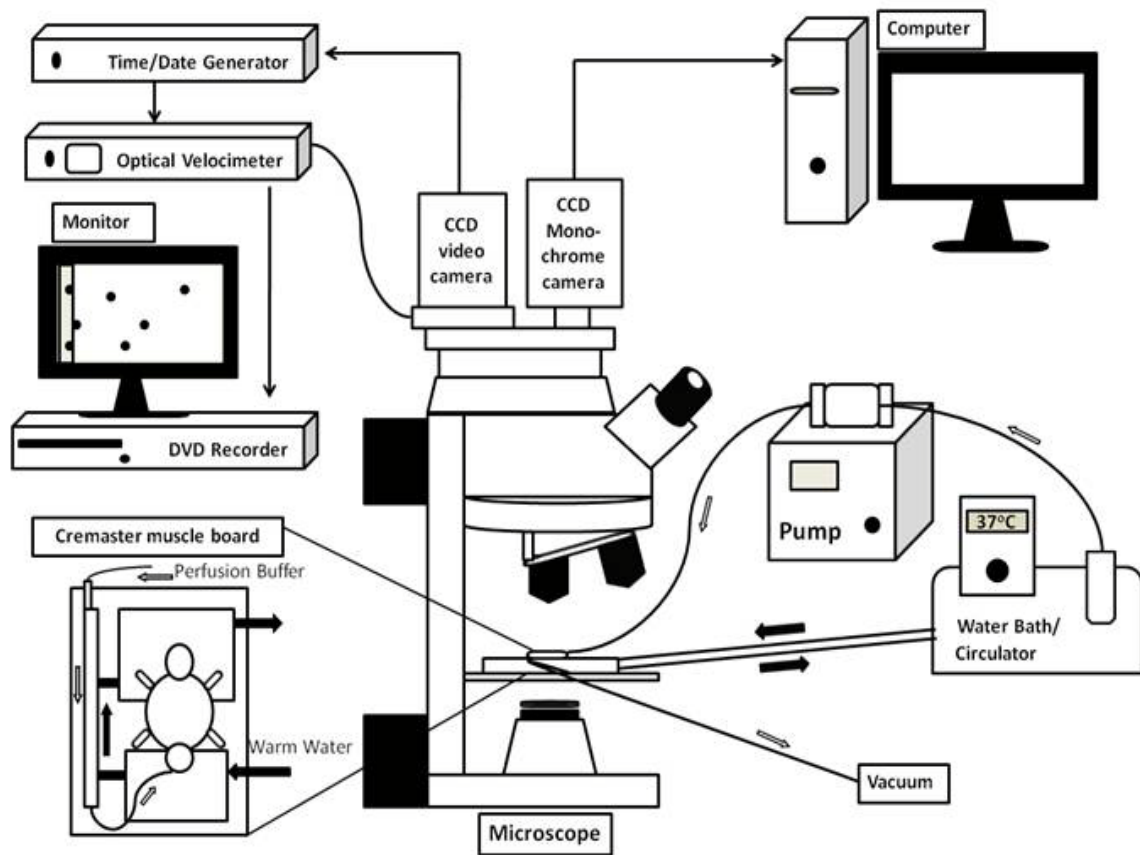 Time/Date Generator
Optical Velocimeter
Monitor
DVD Recorder
CCD
video
camera
CCD
Mono-
chrome
camera
Computer
Pump
37°C
Water Bath/
Circulator
Cremaster muscle board
Perfusion Buffer
Warm Water
Vacuum
Microscope